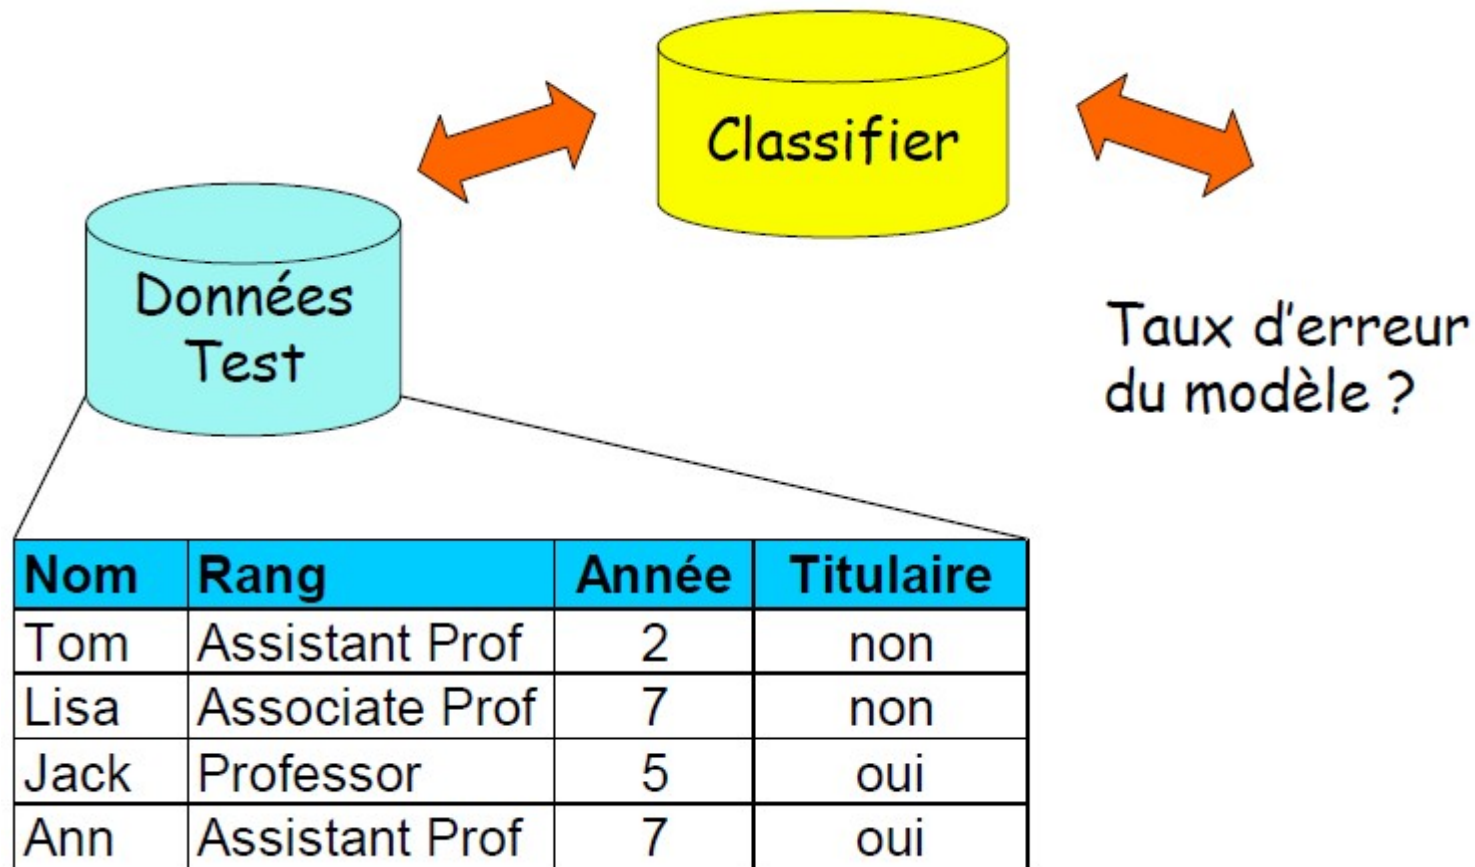 Classifier
Données
Test
Taux d'erreur
du modèle ?
Nom Rang Année Titulaire
Tom Assistant Prof 2 non
Lisa Associate Prof 7 non
Jack Professor 5 oui
Ann Assistant Prof 7 oui